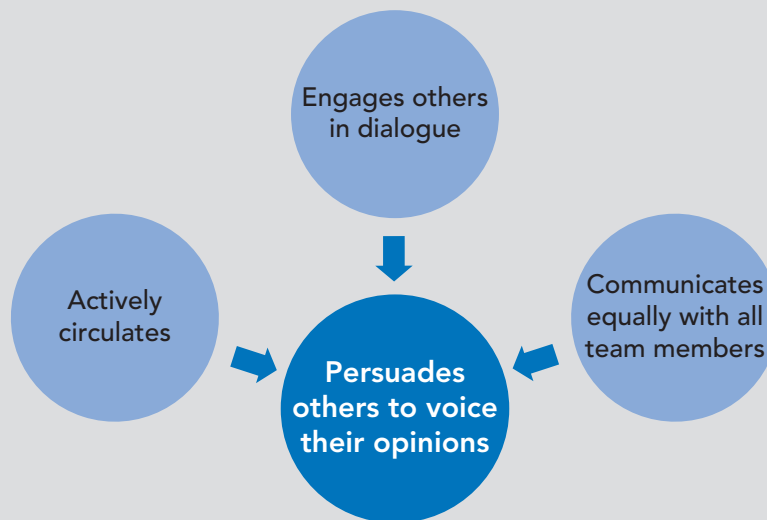 Engages others
in dialogue
Actively
circulates
Communicates
equally with all
team members
Persuades
others to voice
their opinions